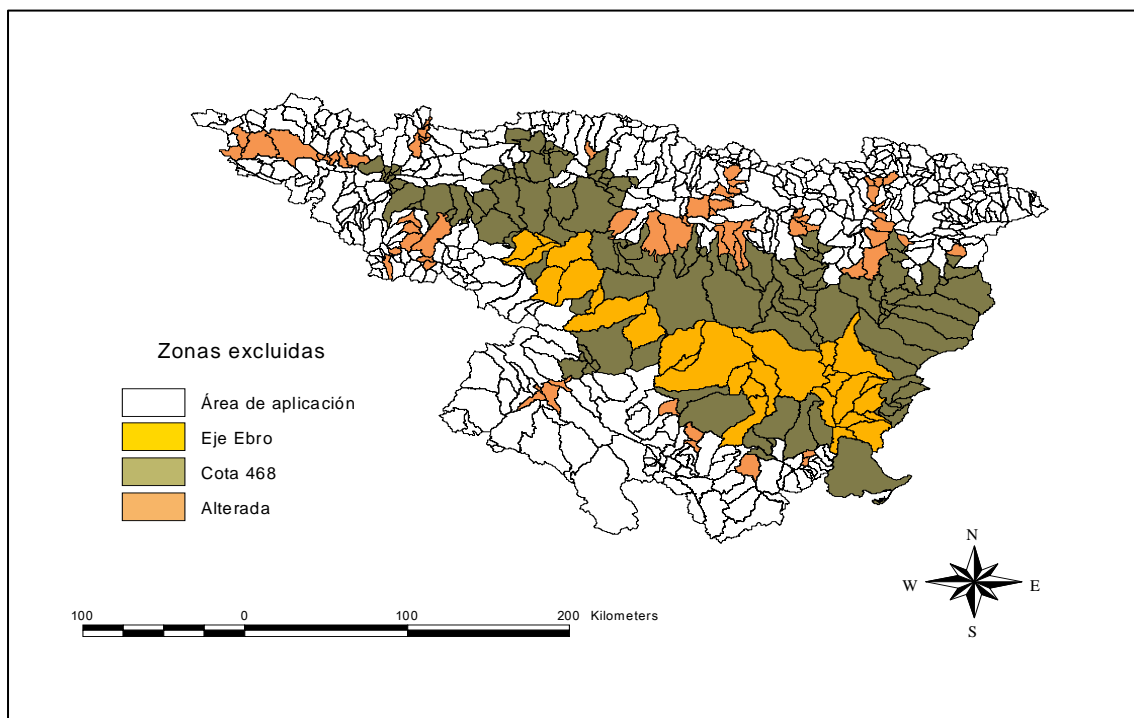 Zonas excluidas
Área de aplicación
Eje Ebro
Cota 468
Alterada
N
W E
S
100 0 100 200 Kilometers